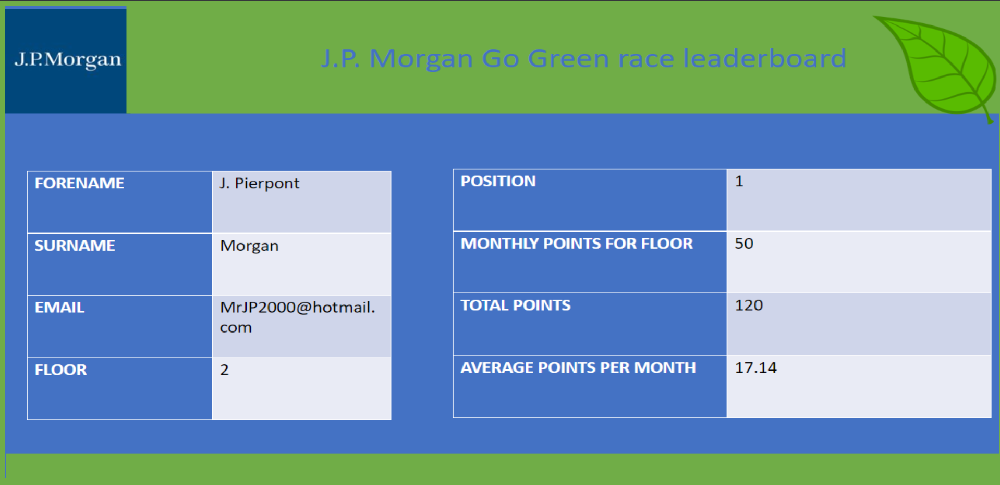 J.P.Morgan
J.P. Morgan Go Green race leaderboard
FORENAME J. Pierpont
SURNAME Morgan
EMAIL MrJP2000@hotmail.
com
FLOOR 2
POSITION 1
MONTHLY POINTS FOR FLOOR 50
TOTAL POINTS 120
AVERAGE POINTS PER MONTH 17.14